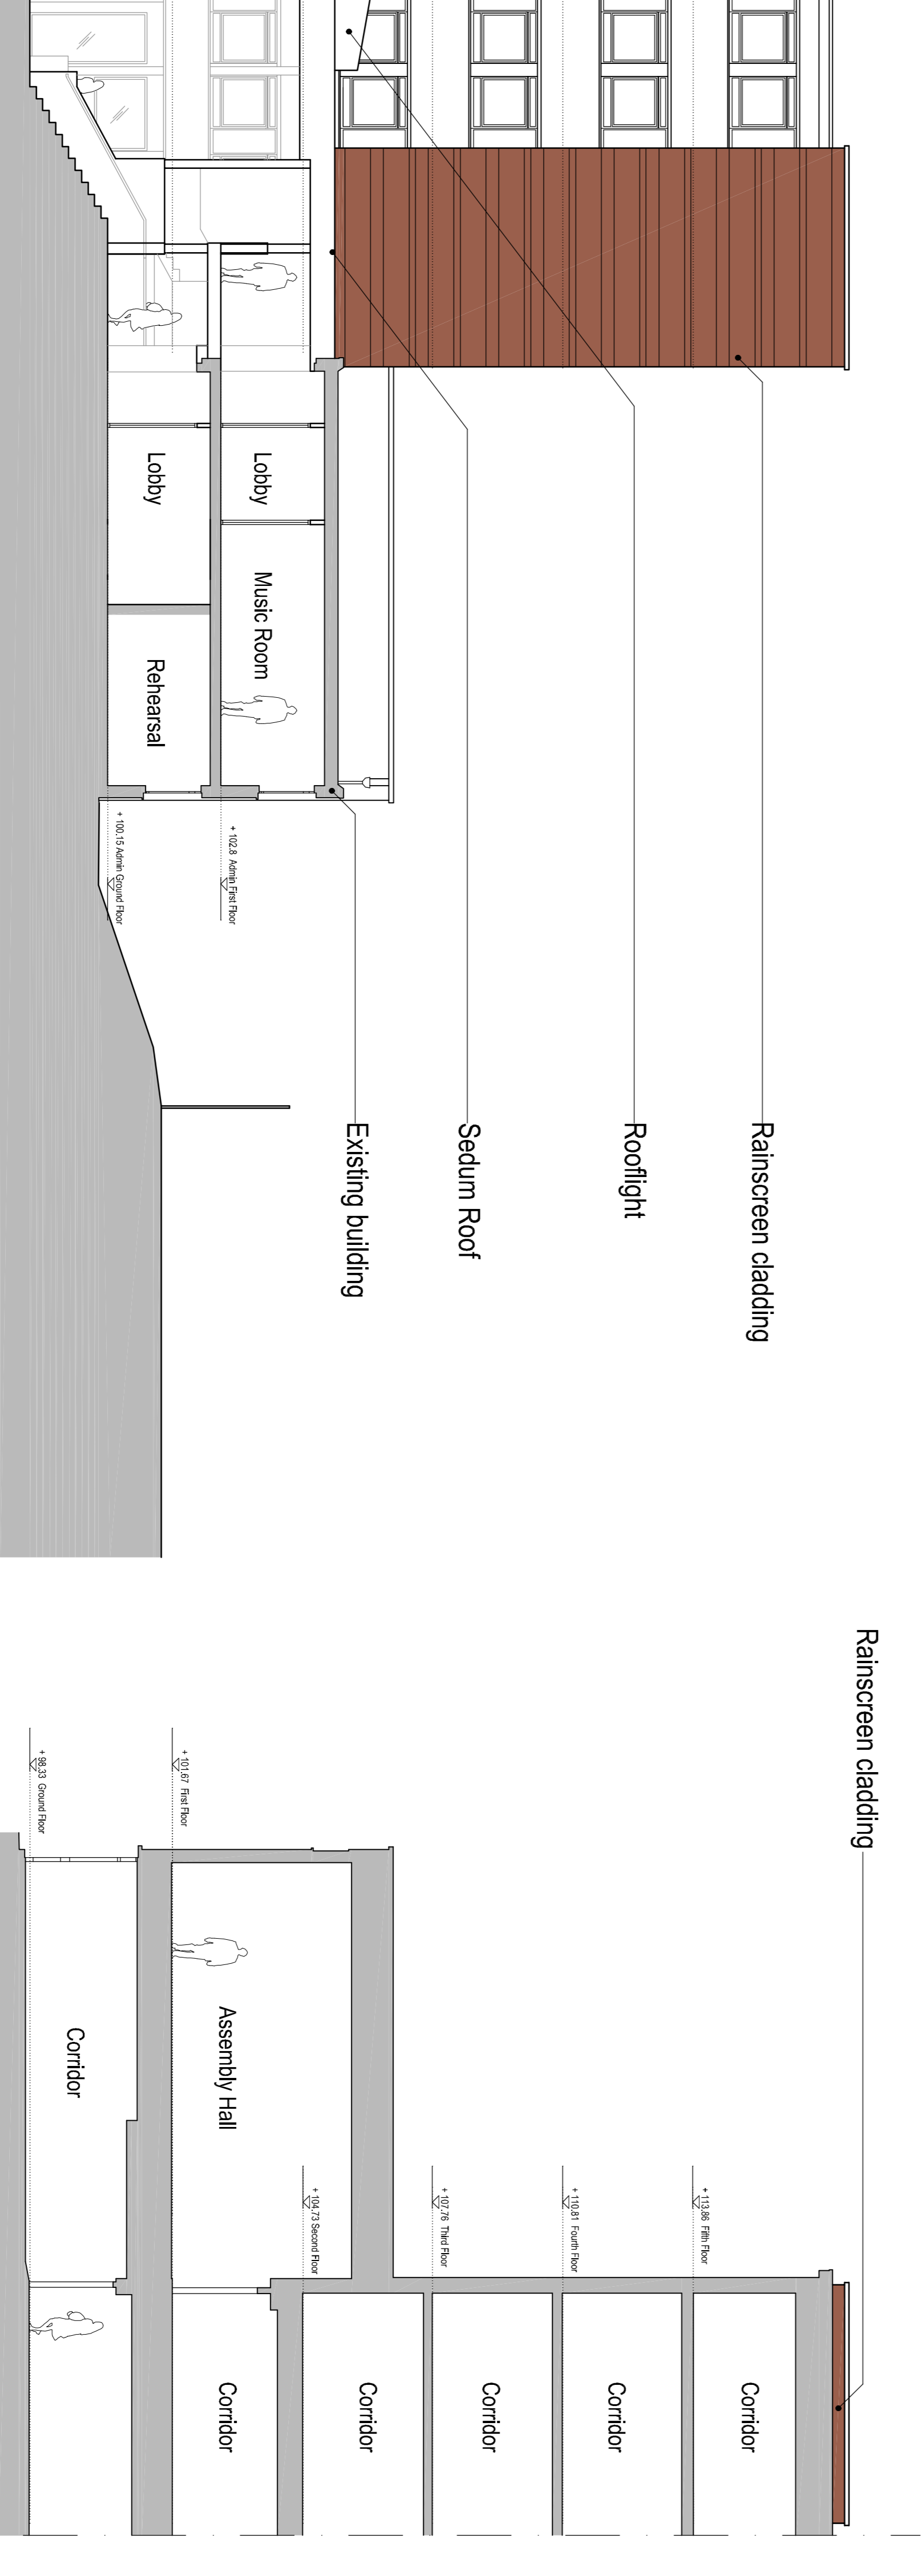 Rainscreen cladding
Rooflight
Sedum Roof
Existing building
Lobby
Music Room
Lobby
Rehearsal
+ 102.8 Admin First Floor
+ 100.15 Admin Ground Floor
Rainscreen cladding
+ 113.86 Fifth Floor
+ 110.81 Fourth Floor
+ 107.76 Third Floor
+ 104.73 Second Floor
+ 101.67 First Floor
+ 98.33 Ground Floor
Assembly Hall
Corridor
Corridor
Corridor
Corridor
Corridor
Corridor